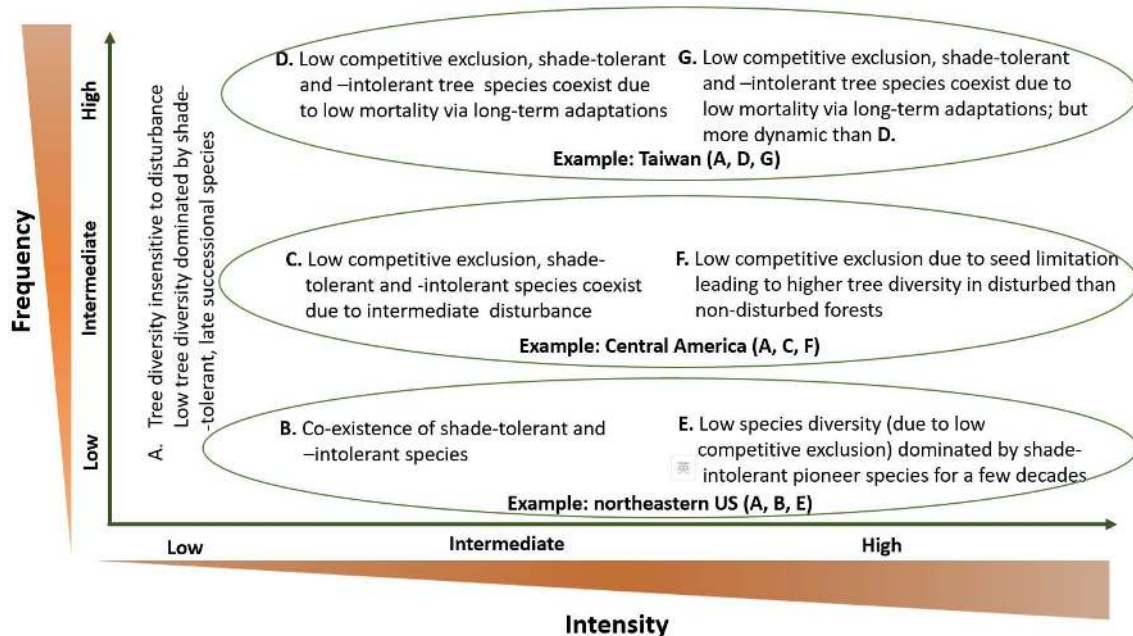 Frequency
High
Intermediate
Low
A. Tree diversity insensitive to disturbance
Low tree diversity dominated by shade-
-tolerant, late successional species
D. Low competitive exclusion, shade-tolerant
and –intolerant tree species coexist due
to low mortality via long-term adaptations
G. Low competitive exclusion, shade-tolerant
and –intolerant tree species coexist due to
low mortality via long-term adaptations; but
more dynamic than D.
Example: Taiwan (A, D, G)
C. Low competitive exclusion, shade-
tolerant and -intolerant species coexist
due to intermediate disturbance
F. Low competitive exclusion due to seed limitation
leading to higher tree diversity in disturbed than
non-disturbed forests
Example: Central America (A, C, F)
B. Co-existence of shade-tolerant and
–intolerant species
E. Low species diversity (due to low
competitive exclusion) dominated by shade-
intolerant pioneer species for a few decades
英
Example: northeastern US (A, B, E)
Low
Intermediate
High
Intensity